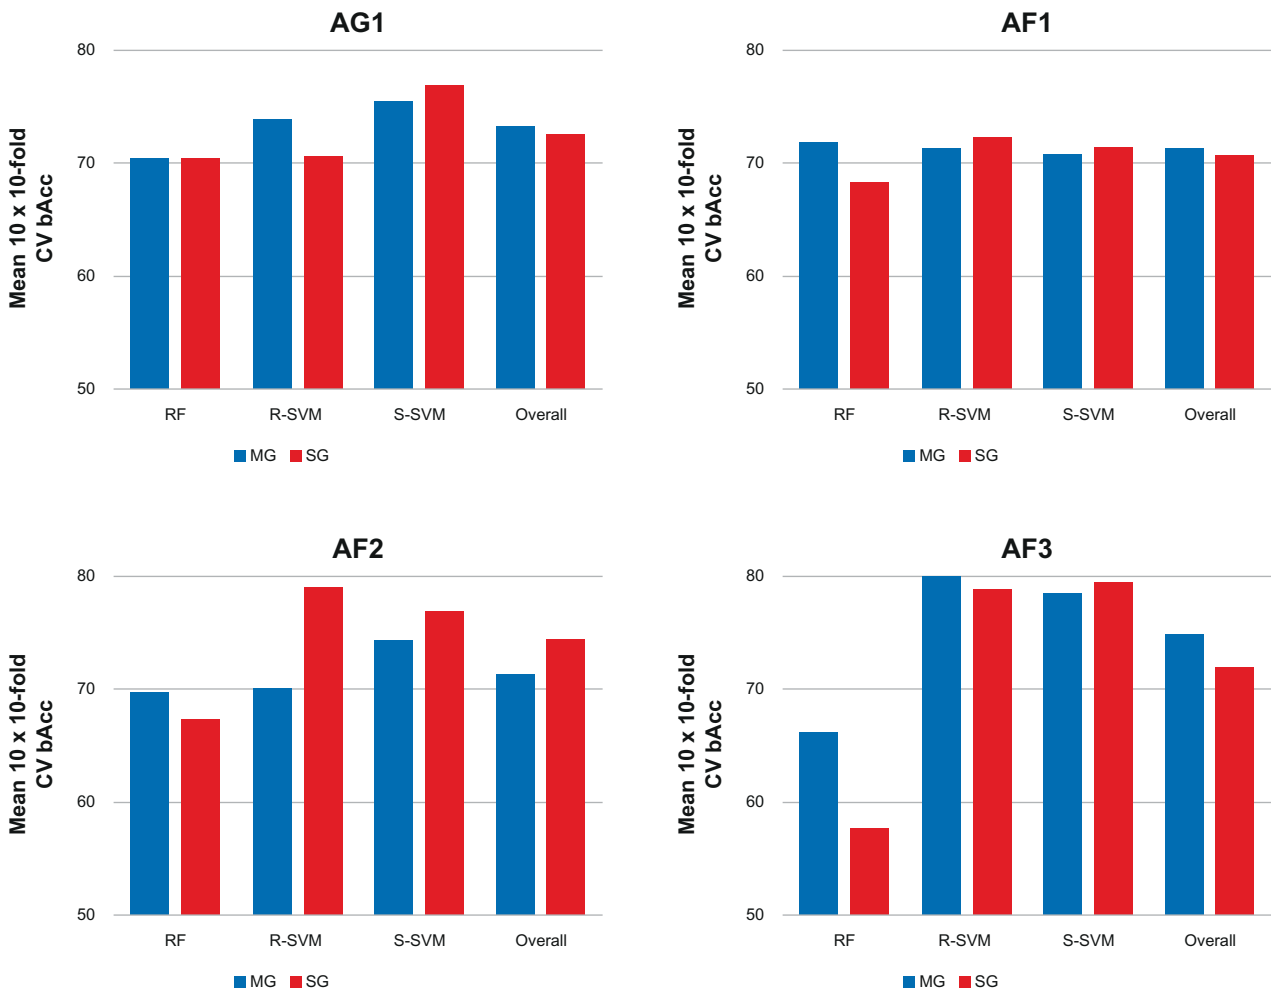 AG1
80
70
60
50
Mean 10 x 10-fold
CV bAcc
RF R-SVM S-SVM Overall
MG SG
AF1
80
70
60
50
Mean 10 x 10-fold
CV bAcc
RF R-SVM S-SVM Overall
MG SG
AF2
80
70
60
50
Mean 10 x 10-fold
CV bAcc
RF R-SVM S-SVM Overall
MG SG
AF3
80
70
60
50
Mean 10 x 10-fold
CV bAcc
RF R-SVM S-SVM Overall
MG SG